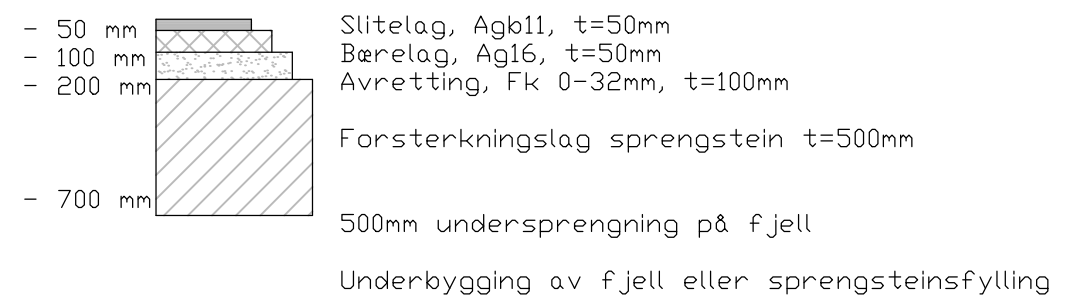 - 50 mm Slitelag, Agb11, t=50mm
- 100 mm Bærelag, Ag16, t=50mm
- 200 mm Avretting, Fk 0-32mm, t=100mm
Forsterkningslag sprengstein t=500mm
- 700 mm
500mm undersprengning på fjell
Underbygging av fjell eller sprengsteinsfylling